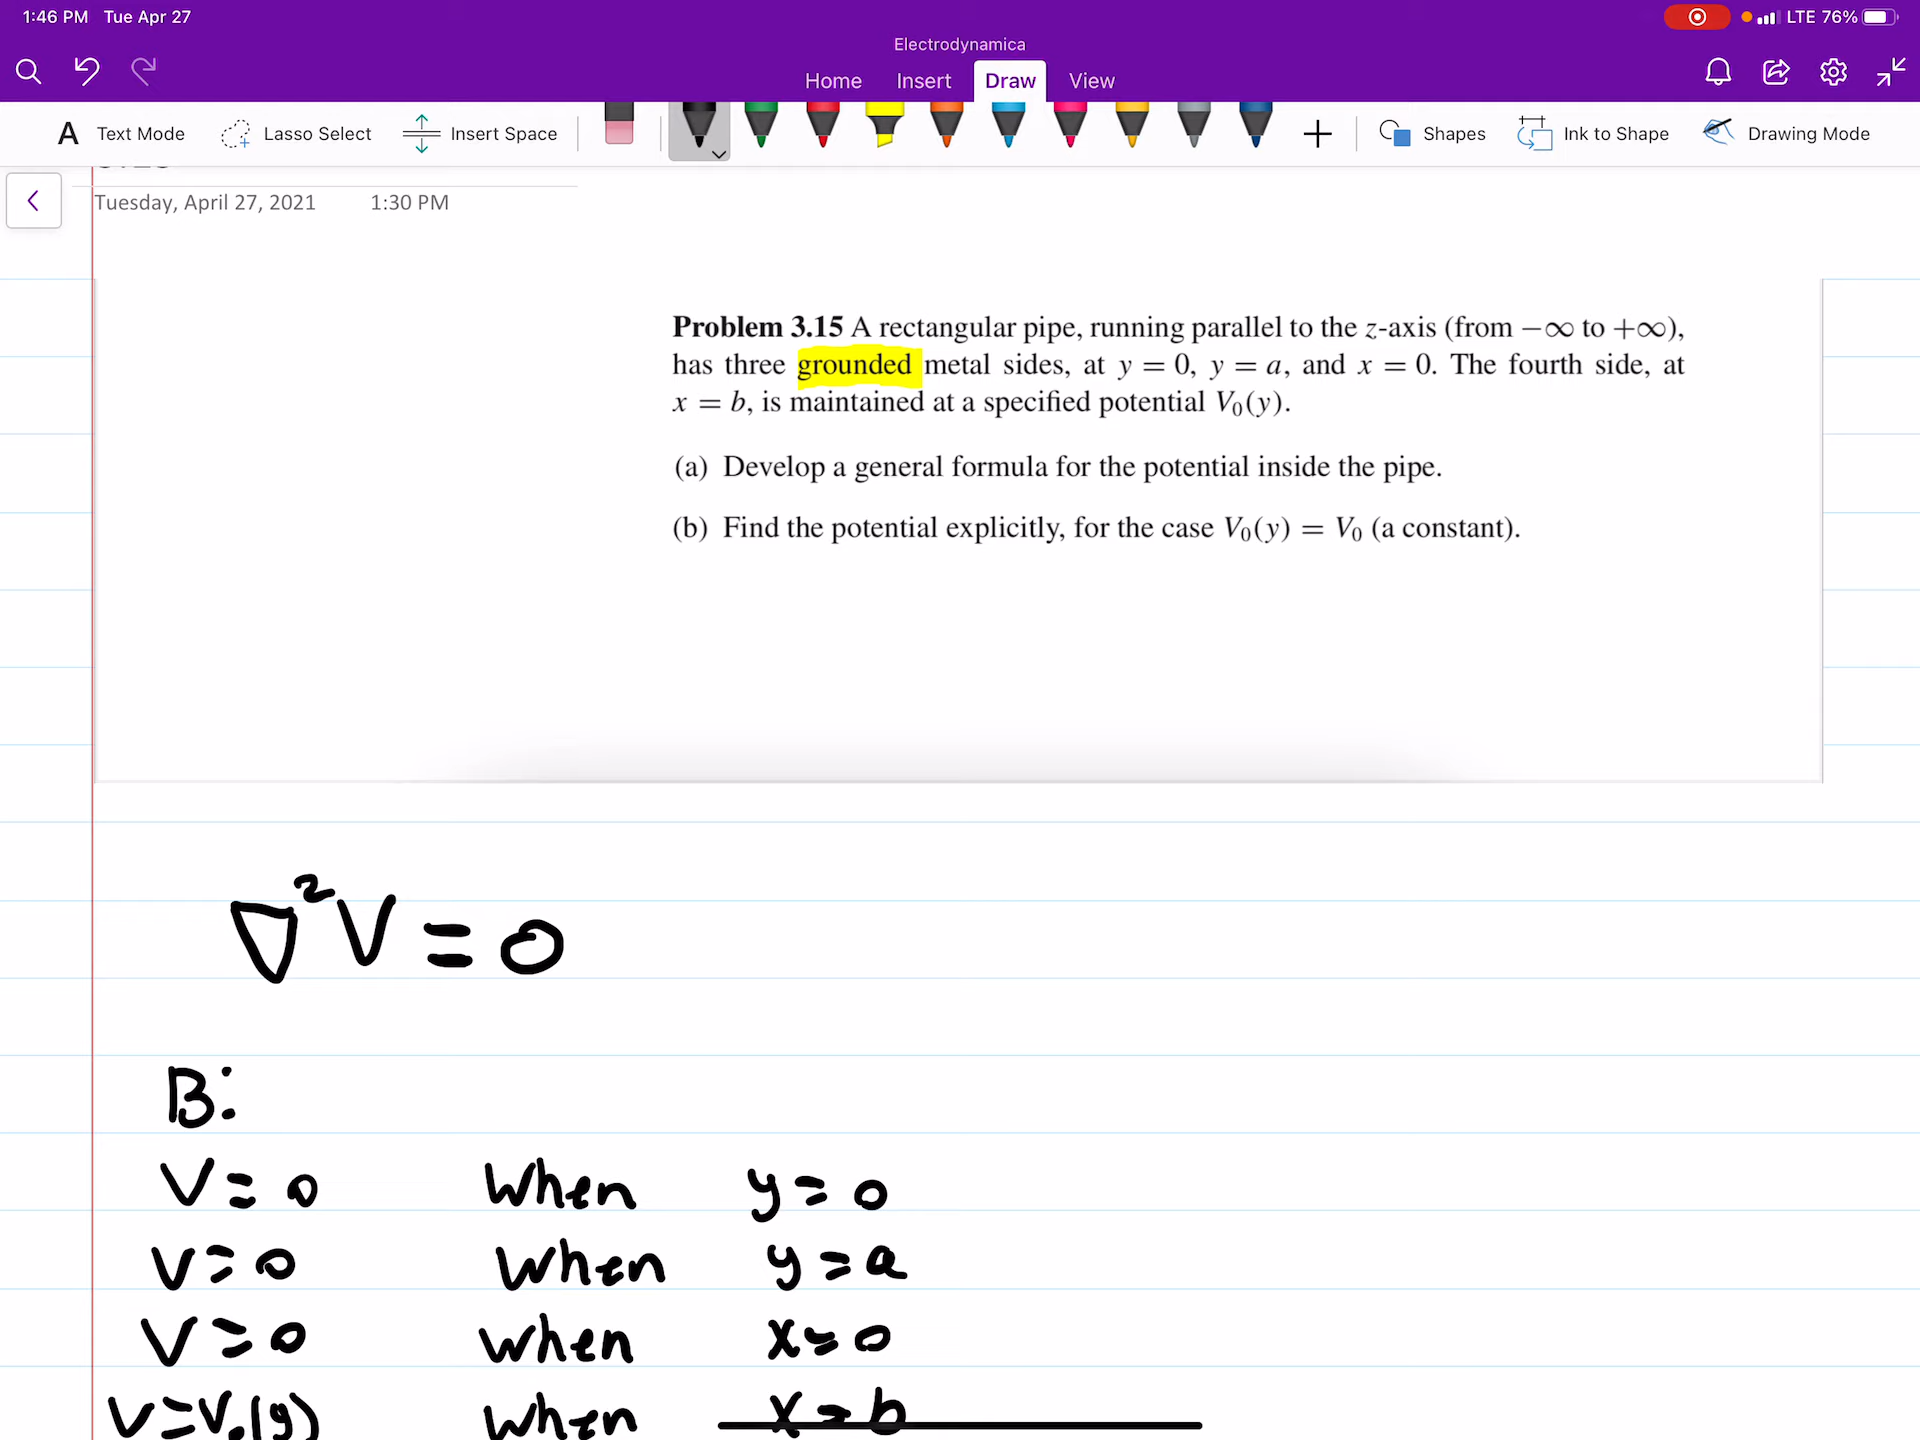 1:46 PM Tue Apr 27
LTE 76%
Electrodynamica
Home Insert Draw View
A Text Mode Lasso Select Insert Space Shapes Ink to Shape Drawing Mode
Tuesday, April 27, 2021 1:30 PM
Problem 3.15 A rectangular pipe, running parallel to the z-axis (from −∞ to +∞),
has three grounded metal sides, at y = 0, y = a, and x = 0. The fourth side, at
x = b, is maintained at a specified potential V₀(y).
(a) Develop a general formula for the potential inside the pipe.
(b) Find the potential explicitly, for the case V₀(y) = V₀ (a constant).
∇²V = 0
B:
V = 0 When y = 0
V = 0 When y = a
V = 0 when x = 0
V = V₀(y) when x = b